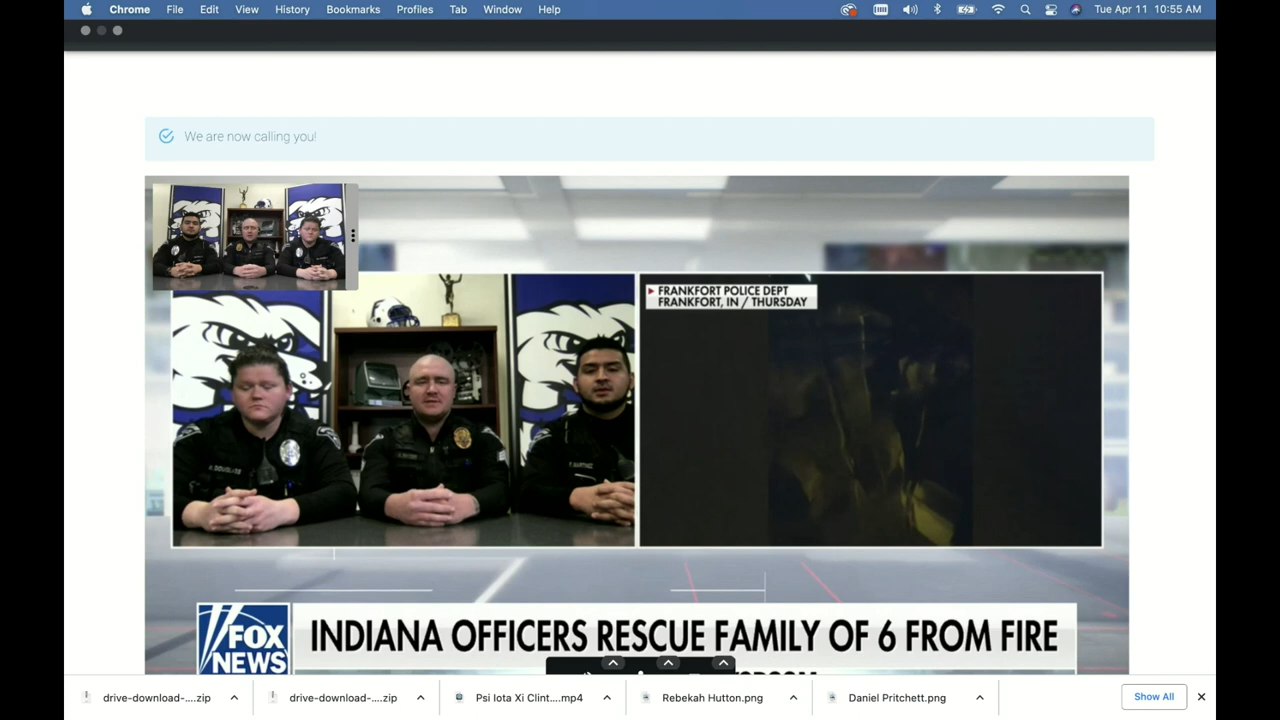 Chrome File Edit View History Bookmarks Profiles Tab Window Help Tue Apr 11 10:55 AM
We are now calling you!
FRANKFORT POLICE DEPT
FRANKFORT, IN / THURSDAY
FOX
NEWS
INDIANA OFFICERS RESCUE FAMILY OF 6 FROM FIRE
drive-download-....zip drive-download-....zip Psi Iota Xi Clint....mp4 Rebekah Hutton.png Daniel Pritchett.png Show All